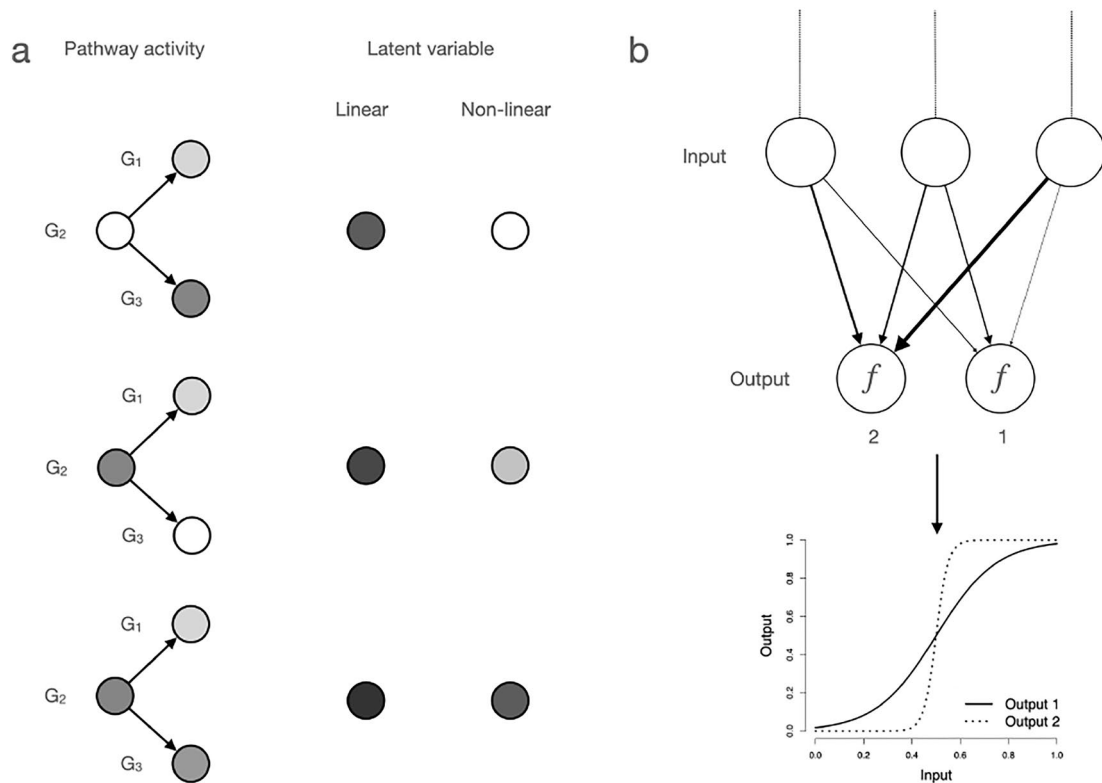 a
Pathway activity
Latent variable
Linear
Non-linear
G₁
G₂
G₃
G₁
G₂
G₃
G₁
G₂
G₃
b
Input
Output
f
f
2
1
Output
1.0
0.8
0.6
0.4
0.2
0.0
Output 1
Output 2
0.0 0.2 0.4 0.6 0.8 1.0
Input